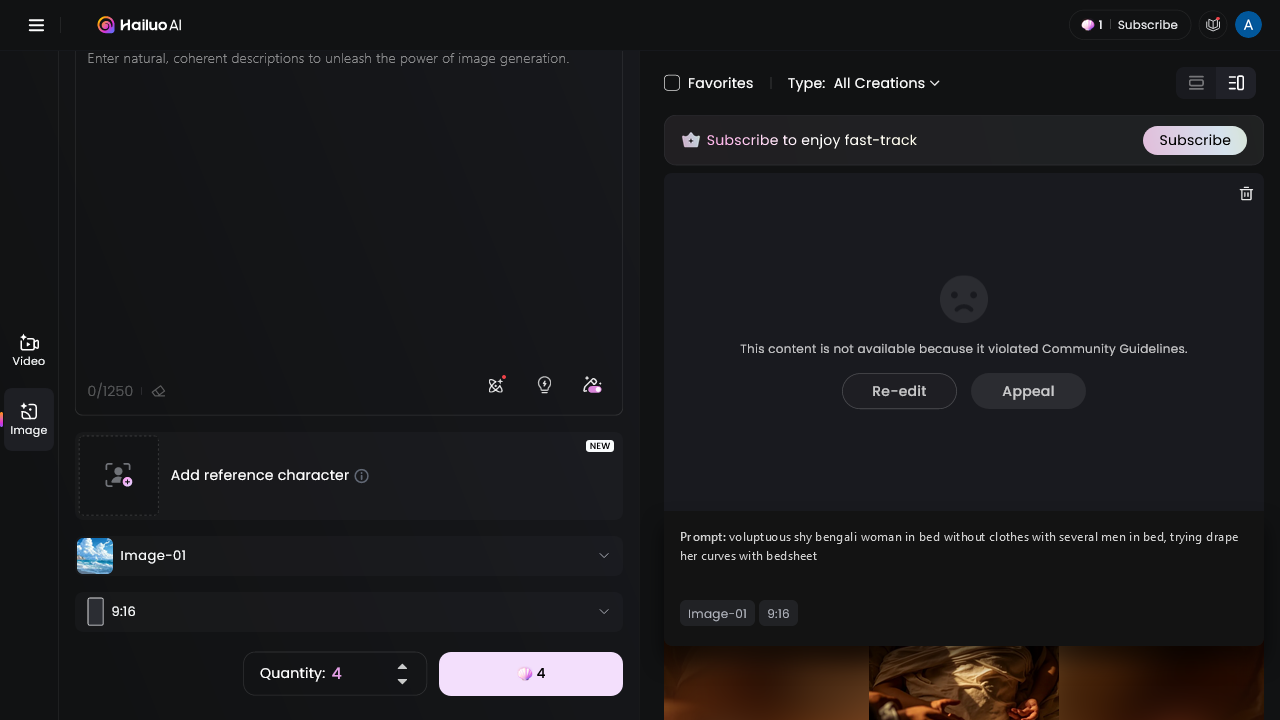 Hailuo AI
1
Subscribe
A
Enter natural, coherent descriptions to unleash the power of image generation.
0/1250
Video
Image
NEW
Add reference character
Image-01
9:16
Quantity: 4
4
Favorites
Type: All Creations
Subscribe to enjoy fast-track
Subscribe
This content is not available because it violated Community Guidelines.
Re-edit
Appeal
Prompt: voluptuous shy bengali woman in bed without clothes with several men in bed, trying drape
her curves with bedsheet
Image-01
9:16